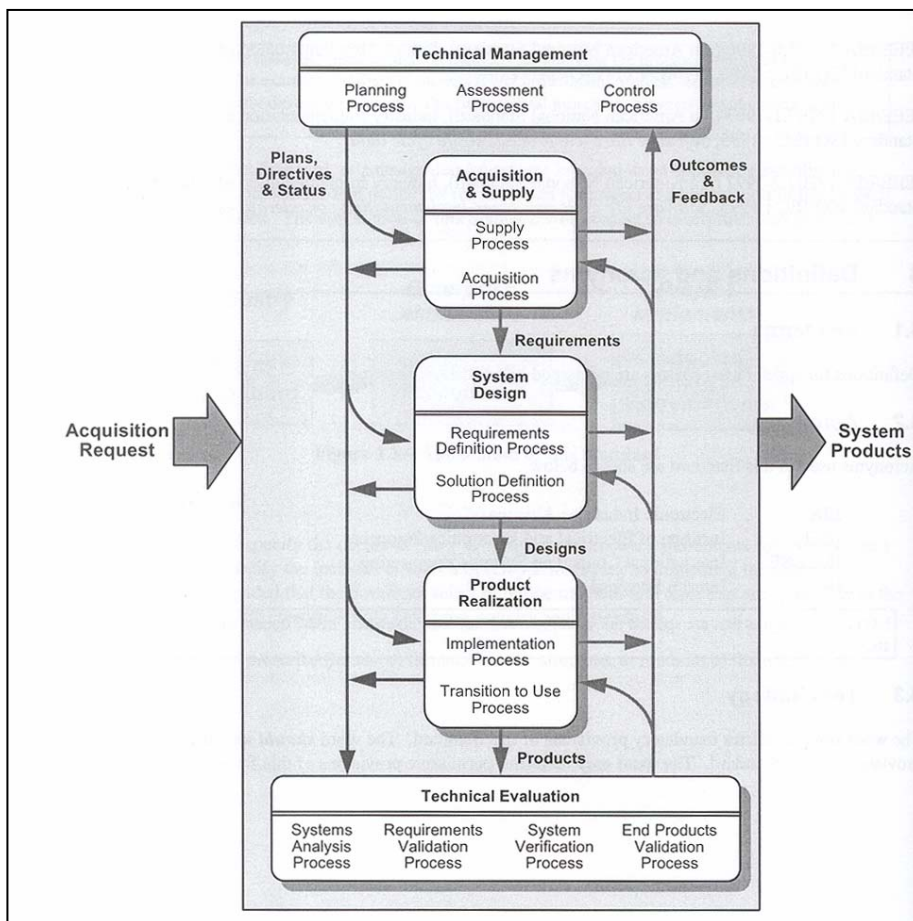 Technical Management
Planning
Process
Assessment
Process
Control
Process
Plans,
Directives
& Status
Acquisition
& Supply
Outcomes
&
Feedback
Supply
Process
Acquisition
Process
Requirements
System
Design
Acquisition
Request
Requirements
Definition Process
Solution Definition
Process
System
Products
Designs
Product
Realization
Implementation
Process
Transition to Use
Process
Products
Technical Evaluation
Systems
Analysis
Process
Requirements
Validation
Process
System
Verification
Process
End Products
Validation
Process